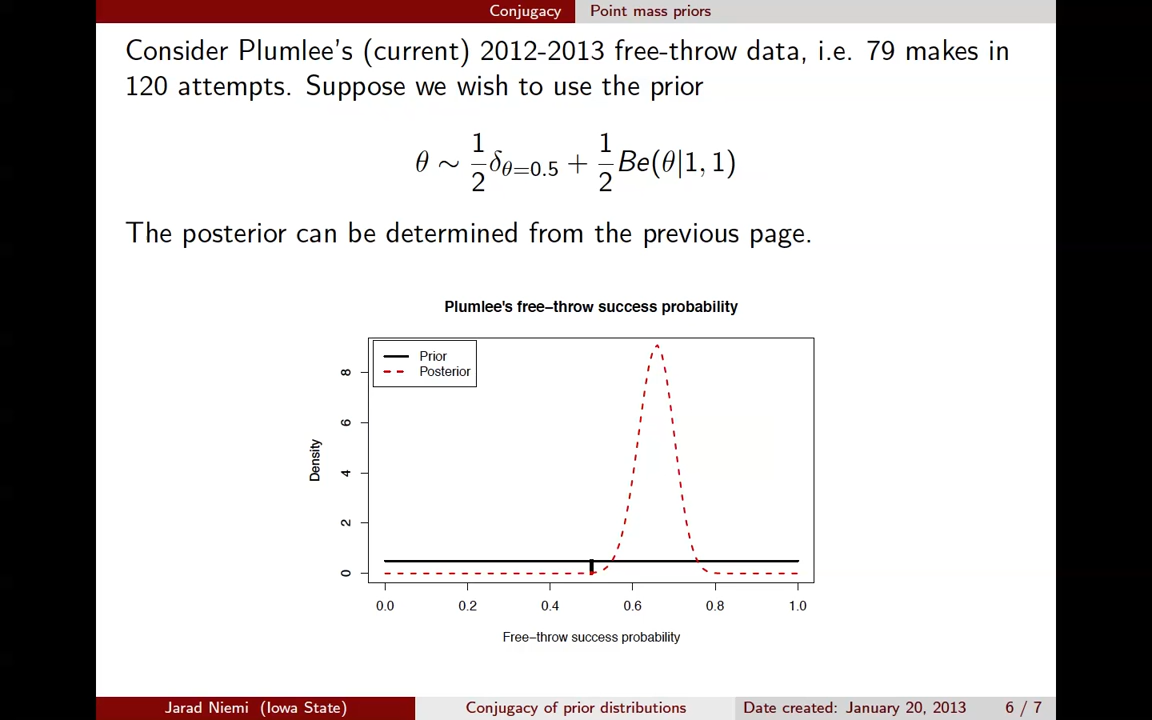 Conjugacy Point mass priors
Consider Plumlee's (current) 2012-2013 free-throw data, i.e. 79 makes in
120 attempts. Suppose we wish to use the prior
θ ∼ 1/2 δ_{θ=0.5} + 1/2 Be(θ|1, 1)
The posterior can be determined from the previous page.
Plumlee's free−throw success probability
Prior
Posterior
Density
8
6
4
2
0
0.0 0.2 0.4 0.6 0.8 1.0
Free−throw success probability
Jarad Niemi (Iowa State) Conjugacy of prior distributions Date created: January 20, 2013 6 / 7